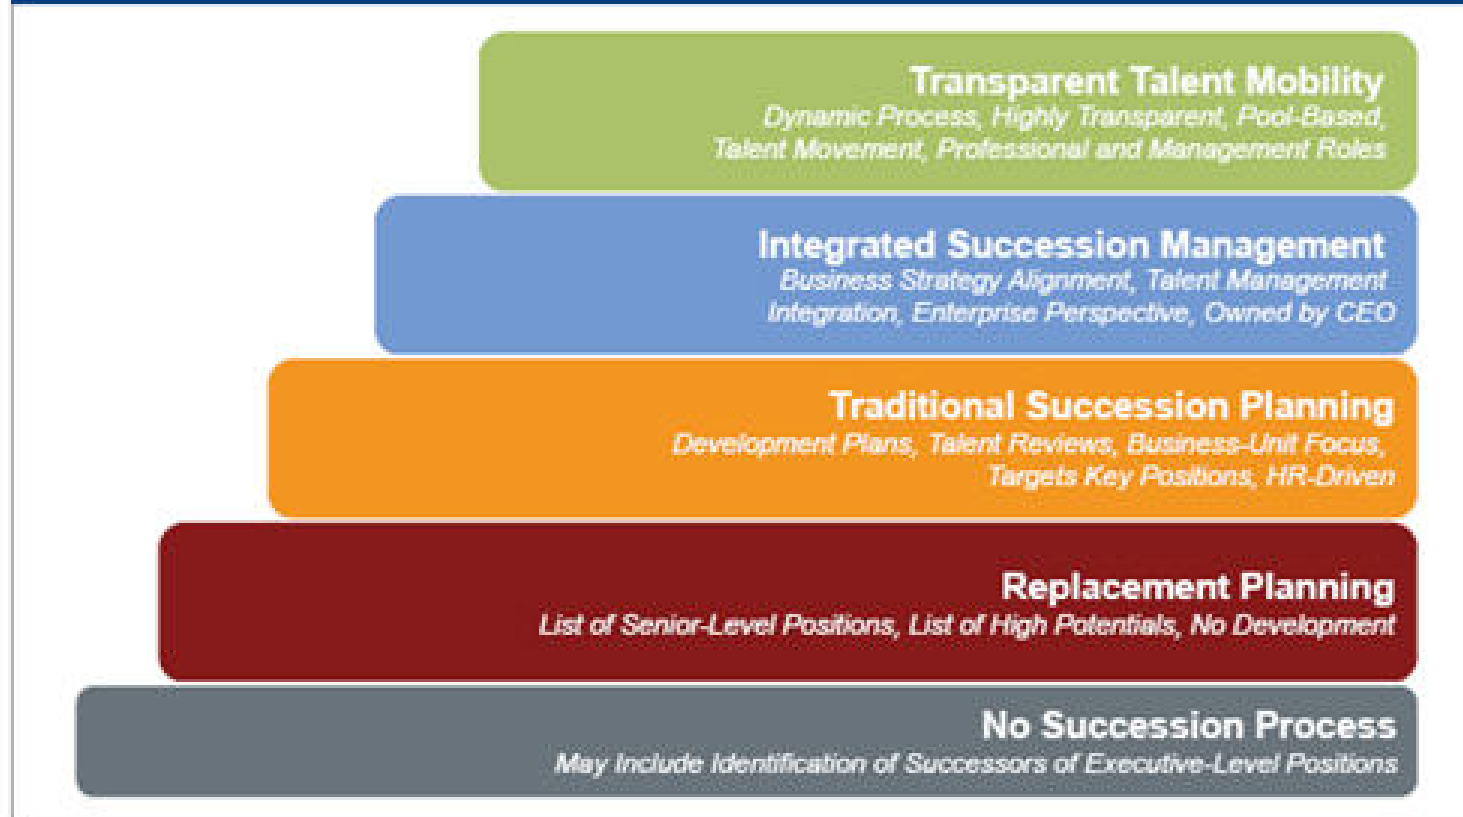 Transparent Talent Mobility
Dynamic Process, Highly Transparent, Pool-Based,
Talent Movement, Professional and Management Roles
Integrated Succession Management
Business Strategy Alignment, Talent Management
Integration, Enterprise Perspective, Owned by CEO
Traditional Succession Planning
Development Plans, Talent Reviews, Business-Unit Focus,
Targets Key Positions, HR-Driven
Replacement Planning
List of Senior-Level Positions, List of High Potentials, No Development
No Succession Process
May Include Identification of Successors of Executive-Level Positions